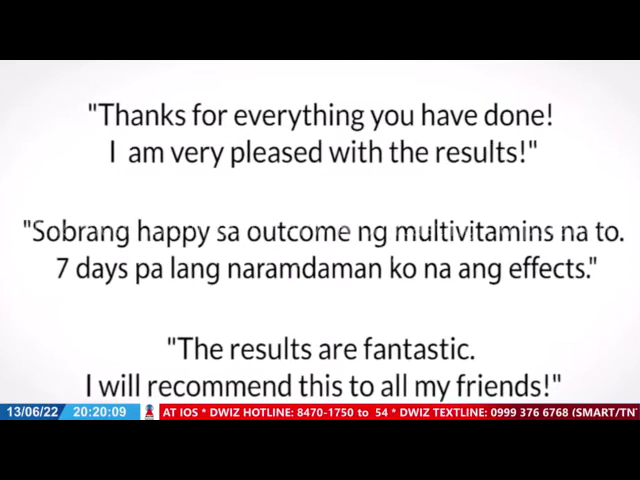 "Thanks for everything you have done!
I am very pleased with the results!"
"Sobrang happy sa outcome ng multivitamins na to.
7 days pa lang naramdaman ko na ang effects."
"The results are fantastic.
I will recommend this to all my friends!"
13/06/22 20:20:09 AT IOS * DWIZ HOTLINE: 8470-1750 to 54 * DWIZ TEXTLINE: 0999 376 6768 (SMART/TNT